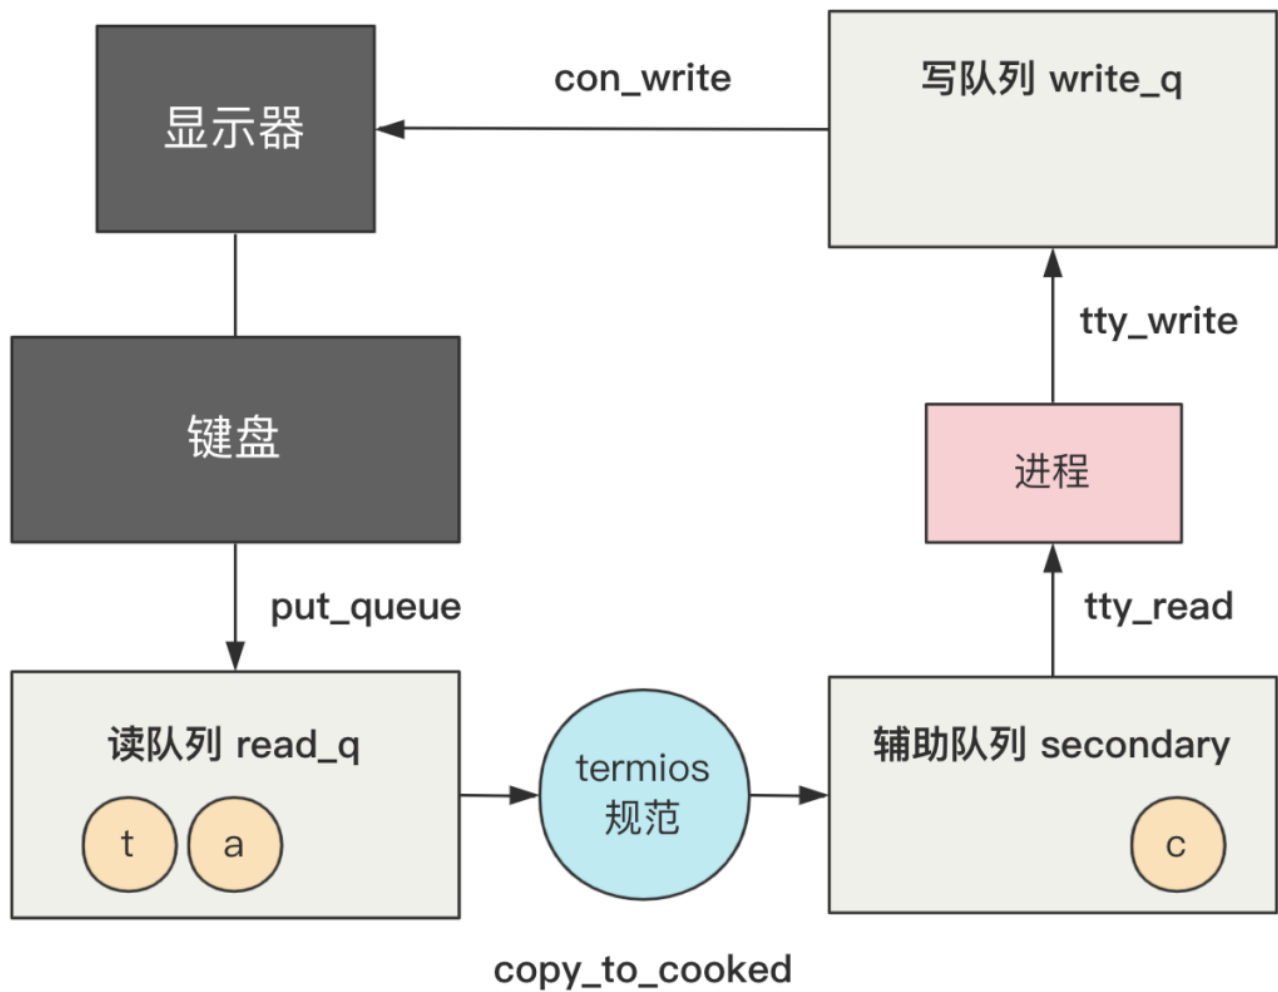 显示器
con_write
写队列 write_q
键盘
tty_write
进程
put_queue
tty_read
读队列 read_q
t
a
termios
规范
辅助队列 secondary
c
copy_to_cooked